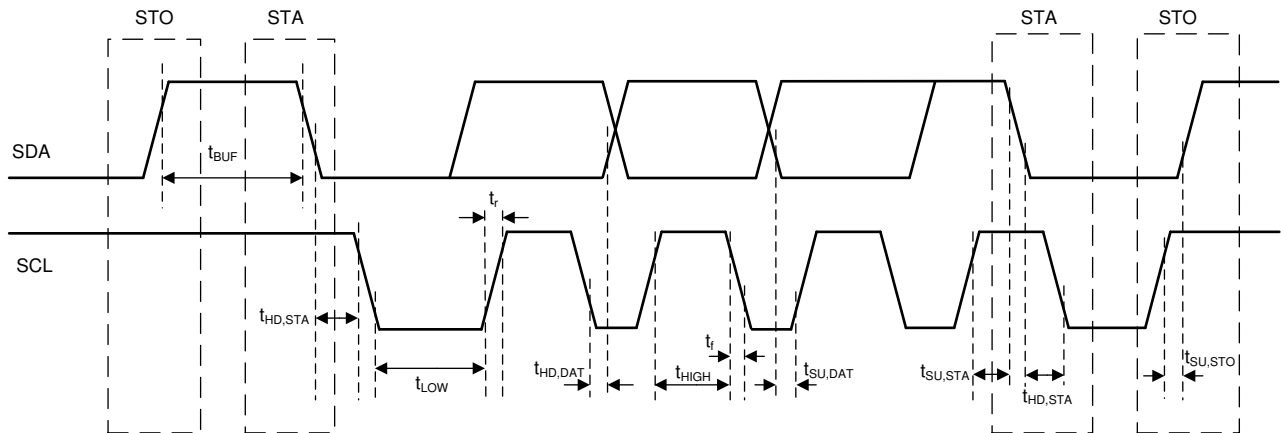 STO
STA
STA
STO
SDA
tBUF
tr
SCL
tHD,STA
tLOW
tHD,DAT
tHIGH
tf
tSU,DAT
tSU,STA
tHD,STA
tSU,STO